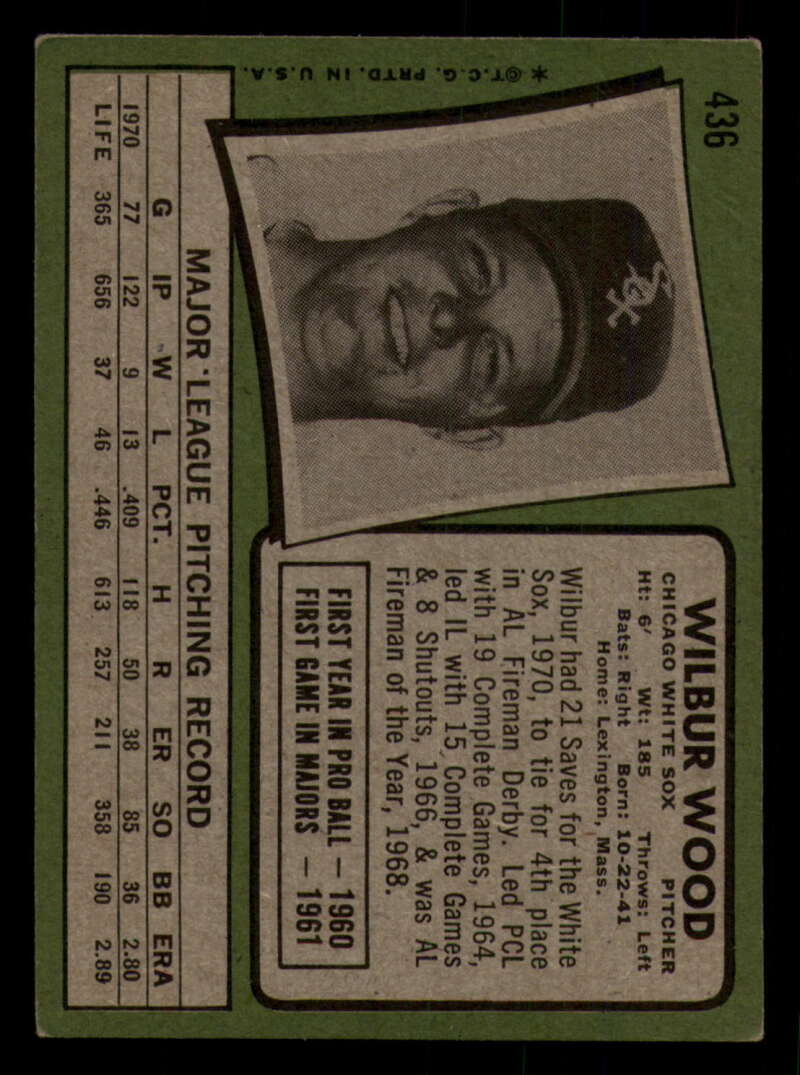 436
SOX
WILBUR WOOD
CHICAGO WHITE SOX PITCHER
Ht: 6' Wt: 185 Throws: Left
Bats: Right Born: 10-22-41
Home: Lexington, Mass.
Wilbur had 21 Saves for the White
Sox, 1970, to tie for 4th place
in AL Fireman Derby. Led PCL
with 19 Complete Games, 1964,
led IL with 15 Complete Games
& 8 Shutouts, 1966, & was AL
Fireman of the Year, 1968.
FIRST YEAR IN PRO BALL — 1960
FIRST GAME IN MAJORS — 1961
MAJOR LEAGUE PITCHING RECORD
G IP W L PCT. H R ER SO BB ERA
1970 77 122 9 13 .409 118 50 38 85 36 2.80
LIFE 365 656 37 46 .446 613 257 211 358 190 2.89
* ©T.C.G. PRTD. IN U.S.A.